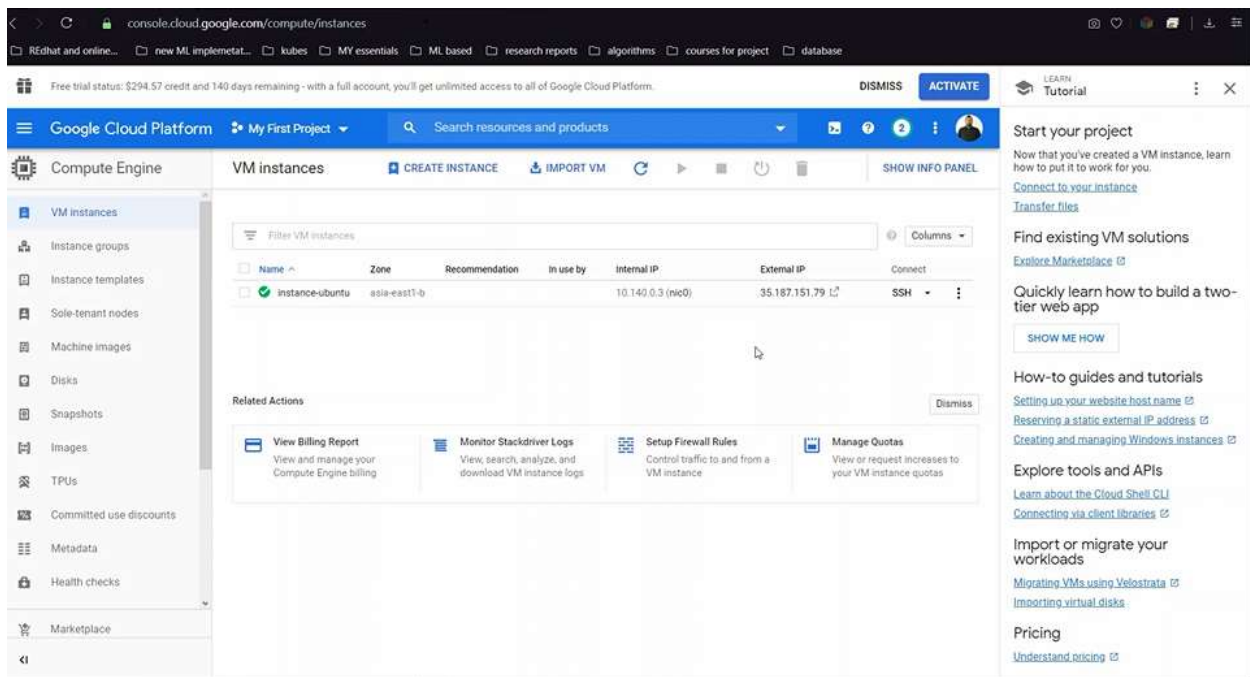 console.cloud.google.com/compute/instances
REdhat and online... new ML implemetat... kubes MY essentials ML based research reports algorithms courses for project database
Free trial status: $294.57 credit and 140 days remaining - with a full account, you'll get unlimited access to all of Google Cloud Platform. DISMISS ACTIVATE
Google Cloud Platform My First Project Search resources and products 2
Compute Engine
VM instances
Instance groups
Instance templates
Sole-tenant nodes
Machine images
Disks
Snapshots
Images
TPUs
Committed use discounts
Metadata
Health checks
Marketplace
VM instances CREATE INSTANCE IMPORT VM SHOW INFO PANEL
Filter VM instances Columns
Name Zone Recommendation In use by Internal IP External IP Connect
instance-ubuntu asia-east1-b 10.140.0.3 (nic0) 35.187.151.79 SSH
Related Actions Dismiss
View Billing Report
View and manage your
Compute Engine billing
Monitor Stackdriver Logs
View, search, analyze, and
download VM instance logs
Setup Firewall Rules
Control traffic to and from a
VM instance
Manage Quotas
View or request increases to
your VM instance quotas
LEARN
Tutorial
Start your project
Now that you've created a VM instance, learn
how to put it to work for you.
Connect to your instance
Transfer files
Find existing VM solutions
Explore Marketplace
Quickly learn how to build a two-
tier web app
SHOW ME HOW
How-to guides and tutorials
Setting up your website host name
Reserving a static external IP address
Creating and managing Windows instances
Explore tools and APIs
Learn about the Cloud Shell CLI
Connecting via client libraries
Import or migrate your
workloads
Migrating VMs using Velostrata
Importing virtual disks
Pricing
Understand pricing